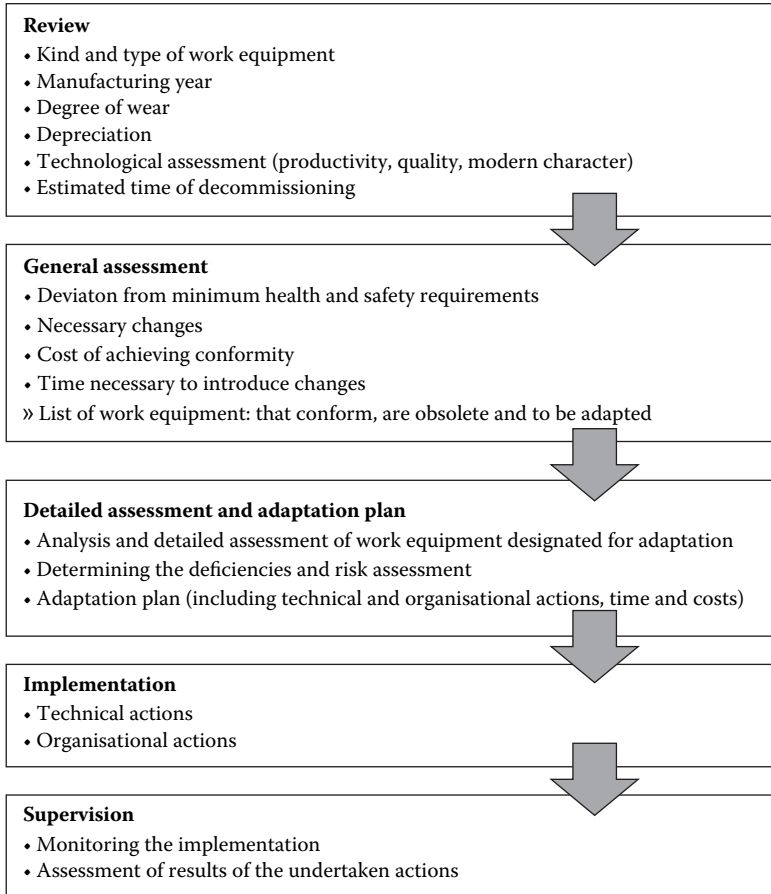 Review
• Kind and type of work equipment
• Manufacturing year
• Degree of wear
• Depreciation
• Technological assessment (productivity, quality, modern character)
• Estimated time of decommissioning
General assessment
• Deviaton from minimum health and safety requirements
• Necessary changes
• Cost of achieving conformity
• Time necessary to introduce changes
» List of work equipment: that conform, are obsolete and to be adapted
Detailed assessment and adaptation plan
• Analysis and detailed assessment of work equipment designated for adaptation
• Determining the deficiencies and risk assessment
• Adaptation plan (including technical and organisational actions, time and costs)
Implementation
• Technical actions
• Organisational actions
Supervision
• Monitoring the implementation
• Assessment of results of the undertaken actions